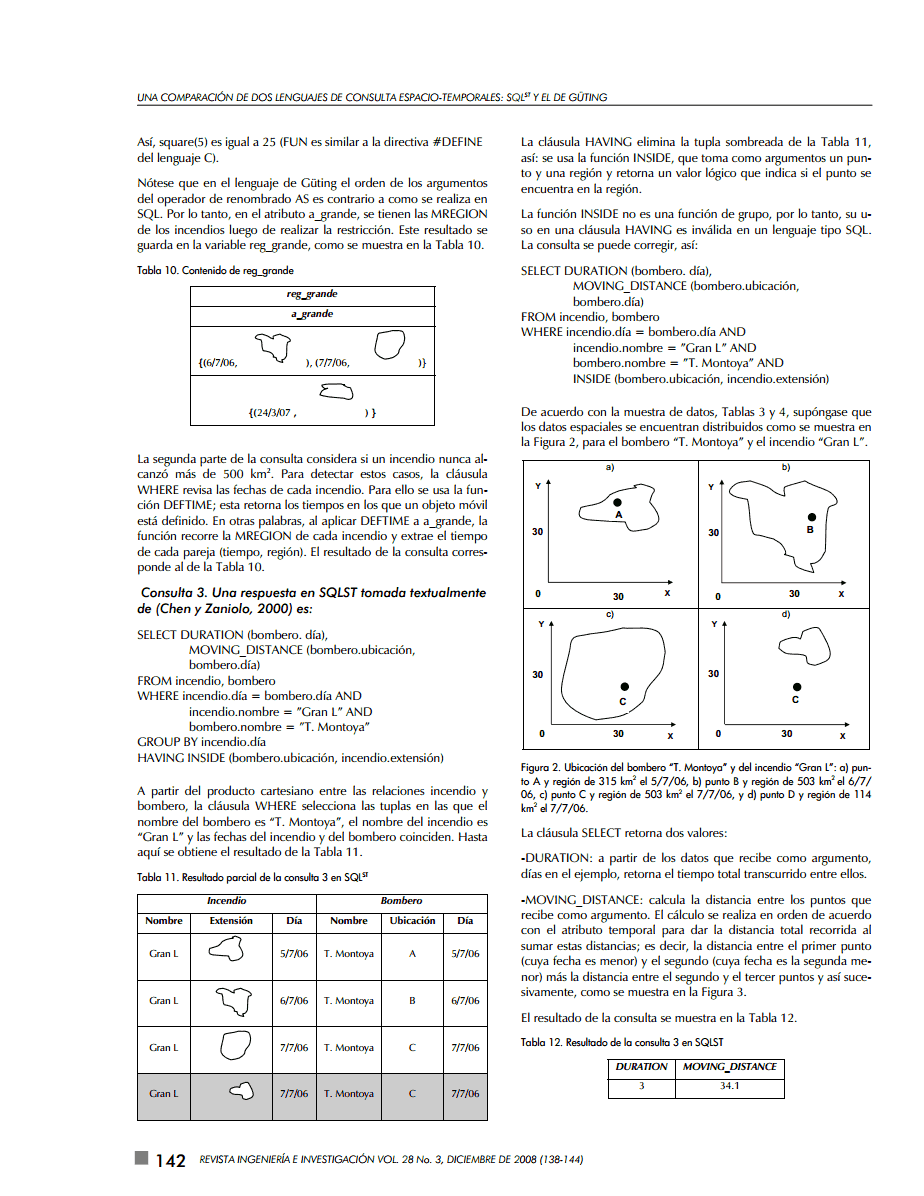 UNA COMPARACIÓN DE DOS LENGUAJES DE CONSULTA ESPACIO-TEMPORALES: SQLST Y EL DE GÜTING
Así, square(5) es igual a 25 (FUN es similar a la directiva #DEFINE
del lenguaje C).
Nótese que en el lenguaje de Güting el orden de los argumentos
del operador de renombrado AS es contrario a como se realiza en
SQL. Por lo tanto, en el atributo a_grande, se tienen las MREGION
de los incendios luego de realizar la restricción. Este resultado se
guarda en la variable reg_grande, como se muestra en la Tabla 10.
Tabla 10. Contenido de reg_grande
reg_grande
a_grande
{(6/7/06, ), (7/7/06, )}
{(24/3/07 , ) }
La segunda parte de la consulta considera si un incendio nunca al-
canzó más de 500 km². Para detectar estos casos, la cláusula
WHERE revisa las fechas de cada incendio. Para ello se usa la fun-
ción DEFTIME; esta retorna los tiempos en los que un objeto móvil
está definido. En otras palabras, al aplicar DEFTIME a a_grande, la
función recorre la MREGION de cada incendio y extrae el tiempo
de cada pareja (tiempo, región). El resultado de la consulta corres-
ponde al de la Tabla 10.
Consulta 3. Una respuesta en SQLST tomada textualmente
de (Chen y Zaniolo, 2000) es:
SELECT DURATION (bombero. día),
MOVING_DISTANCE (bombero.ubicación,
bombero.día)
FROM incendio, bombero
WHERE incendio.día = bombero.día AND
incendio.nombre = "Gran L" AND
bombero.nombre = "T. Montoya"
GROUP BY incendio.día
HAVING INSIDE (bombero.ubicación, incendio.extensión)
A partir del producto cartesiano entre las relaciones incendio y
bombero, la cláusula WHERE selecciona las tuplas en las que el
nombre del bombero es "T. Montoya", el nombre del incendio es
"Gran L" y las fechas del incendio y del bombero coinciden. Hasta
aquí se obtiene el resultado de la Tabla 11.
Tabla 11. Resultado parcial de la consulta 3 en SQLST
Incendio Bombero
Nombre Extensión Día Nombre Ubicación Día
Gran L 5/7/06 T. Montoya A 5/7/06
Gran L 6/7/06 T. Montoya B 6/7/06
Gran L 7/7/06 T. Montoya C 7/7/06
Gran L 7/7/06 T. Montoya C 7/7/06
La cláusula HAVING elimina la tupla sombreada de la Tabla 11,
así: se usa la función INSIDE, que toma como argumentos un pun-
to y una región y retorna un valor lógico que indica si el punto se
encuentra en la región.
La función INSIDE no es una función de grupo, por lo tanto, su u-
so en una cláusula HAVING es inválida en un lenguaje tipo SQL.
La consulta se puede corregir, así:
SELECT DURATION (bombero. día),
MOVING_DISTANCE (bombero.ubicación,
bombero.día)
FROM incendio, bombero
WHERE incendio.día = bombero.día AND
incendio.nombre = "Gran L" AND
bombero.nombre = "T. Montoya" AND
INSIDE (bombero.ubicación, incendio.extensión)
De acuerdo con la muestra de datos, Tablas 3 y 4, supóngase que
los datos espaciales se encuentran distribuidos como se muestra en
la Figura 2, para el bombero "T. Montoya" y el incendio "Gran L".
a)
Y
A
30
0 30 X
b)
Y
B
30
0 30 X
c)
Y
30
C
0 30 X
d)
Y
30
C
0 30 X
Figura 2. Ubicación del bombero "T. Montoya" y del incendio "Gran L": a) pun-
to A y región de 315 km² el 5/7/06, b) punto B y región de 503 km² el 6/7/
06, c) punto C y región de 503 km² el 7/7/06, y d) punto D y región de 114
km² el 7/7/06.
La cláusula SELECT retorna dos valores:
-DURATION: a partir de los datos que recibe como argumento,
días en el ejemplo, retorna el tiempo total transcurrido entre ellos.
-MOVING_DISTANCE: calcula la distancia entre los puntos que
recibe como argumento. El cálculo se realiza en orden de acuerdo
con el atributo temporal para dar la distancia total recorrida al
sumar estas distancias; es decir, la distancia entre el primer punto
(cuya fecha es menor) y el segundo (cuya fecha es la segunda me-
nor) más la distancia entre el segundo y el tercer puntos y así suce-
sivamente, como se muestra en la Figura 3.
El resultado de la consulta se muestra en la Tabla 12.
Tabla 12. Resultado de la consulta 3 en SQLST
DURATION MOVING_DISTANCE
3 34.1
142 REVISTA INGENIERÍA E INVESTIGACIÓN VOL. 28 No. 3, DICIEMBRE DE 2008 (138-144)